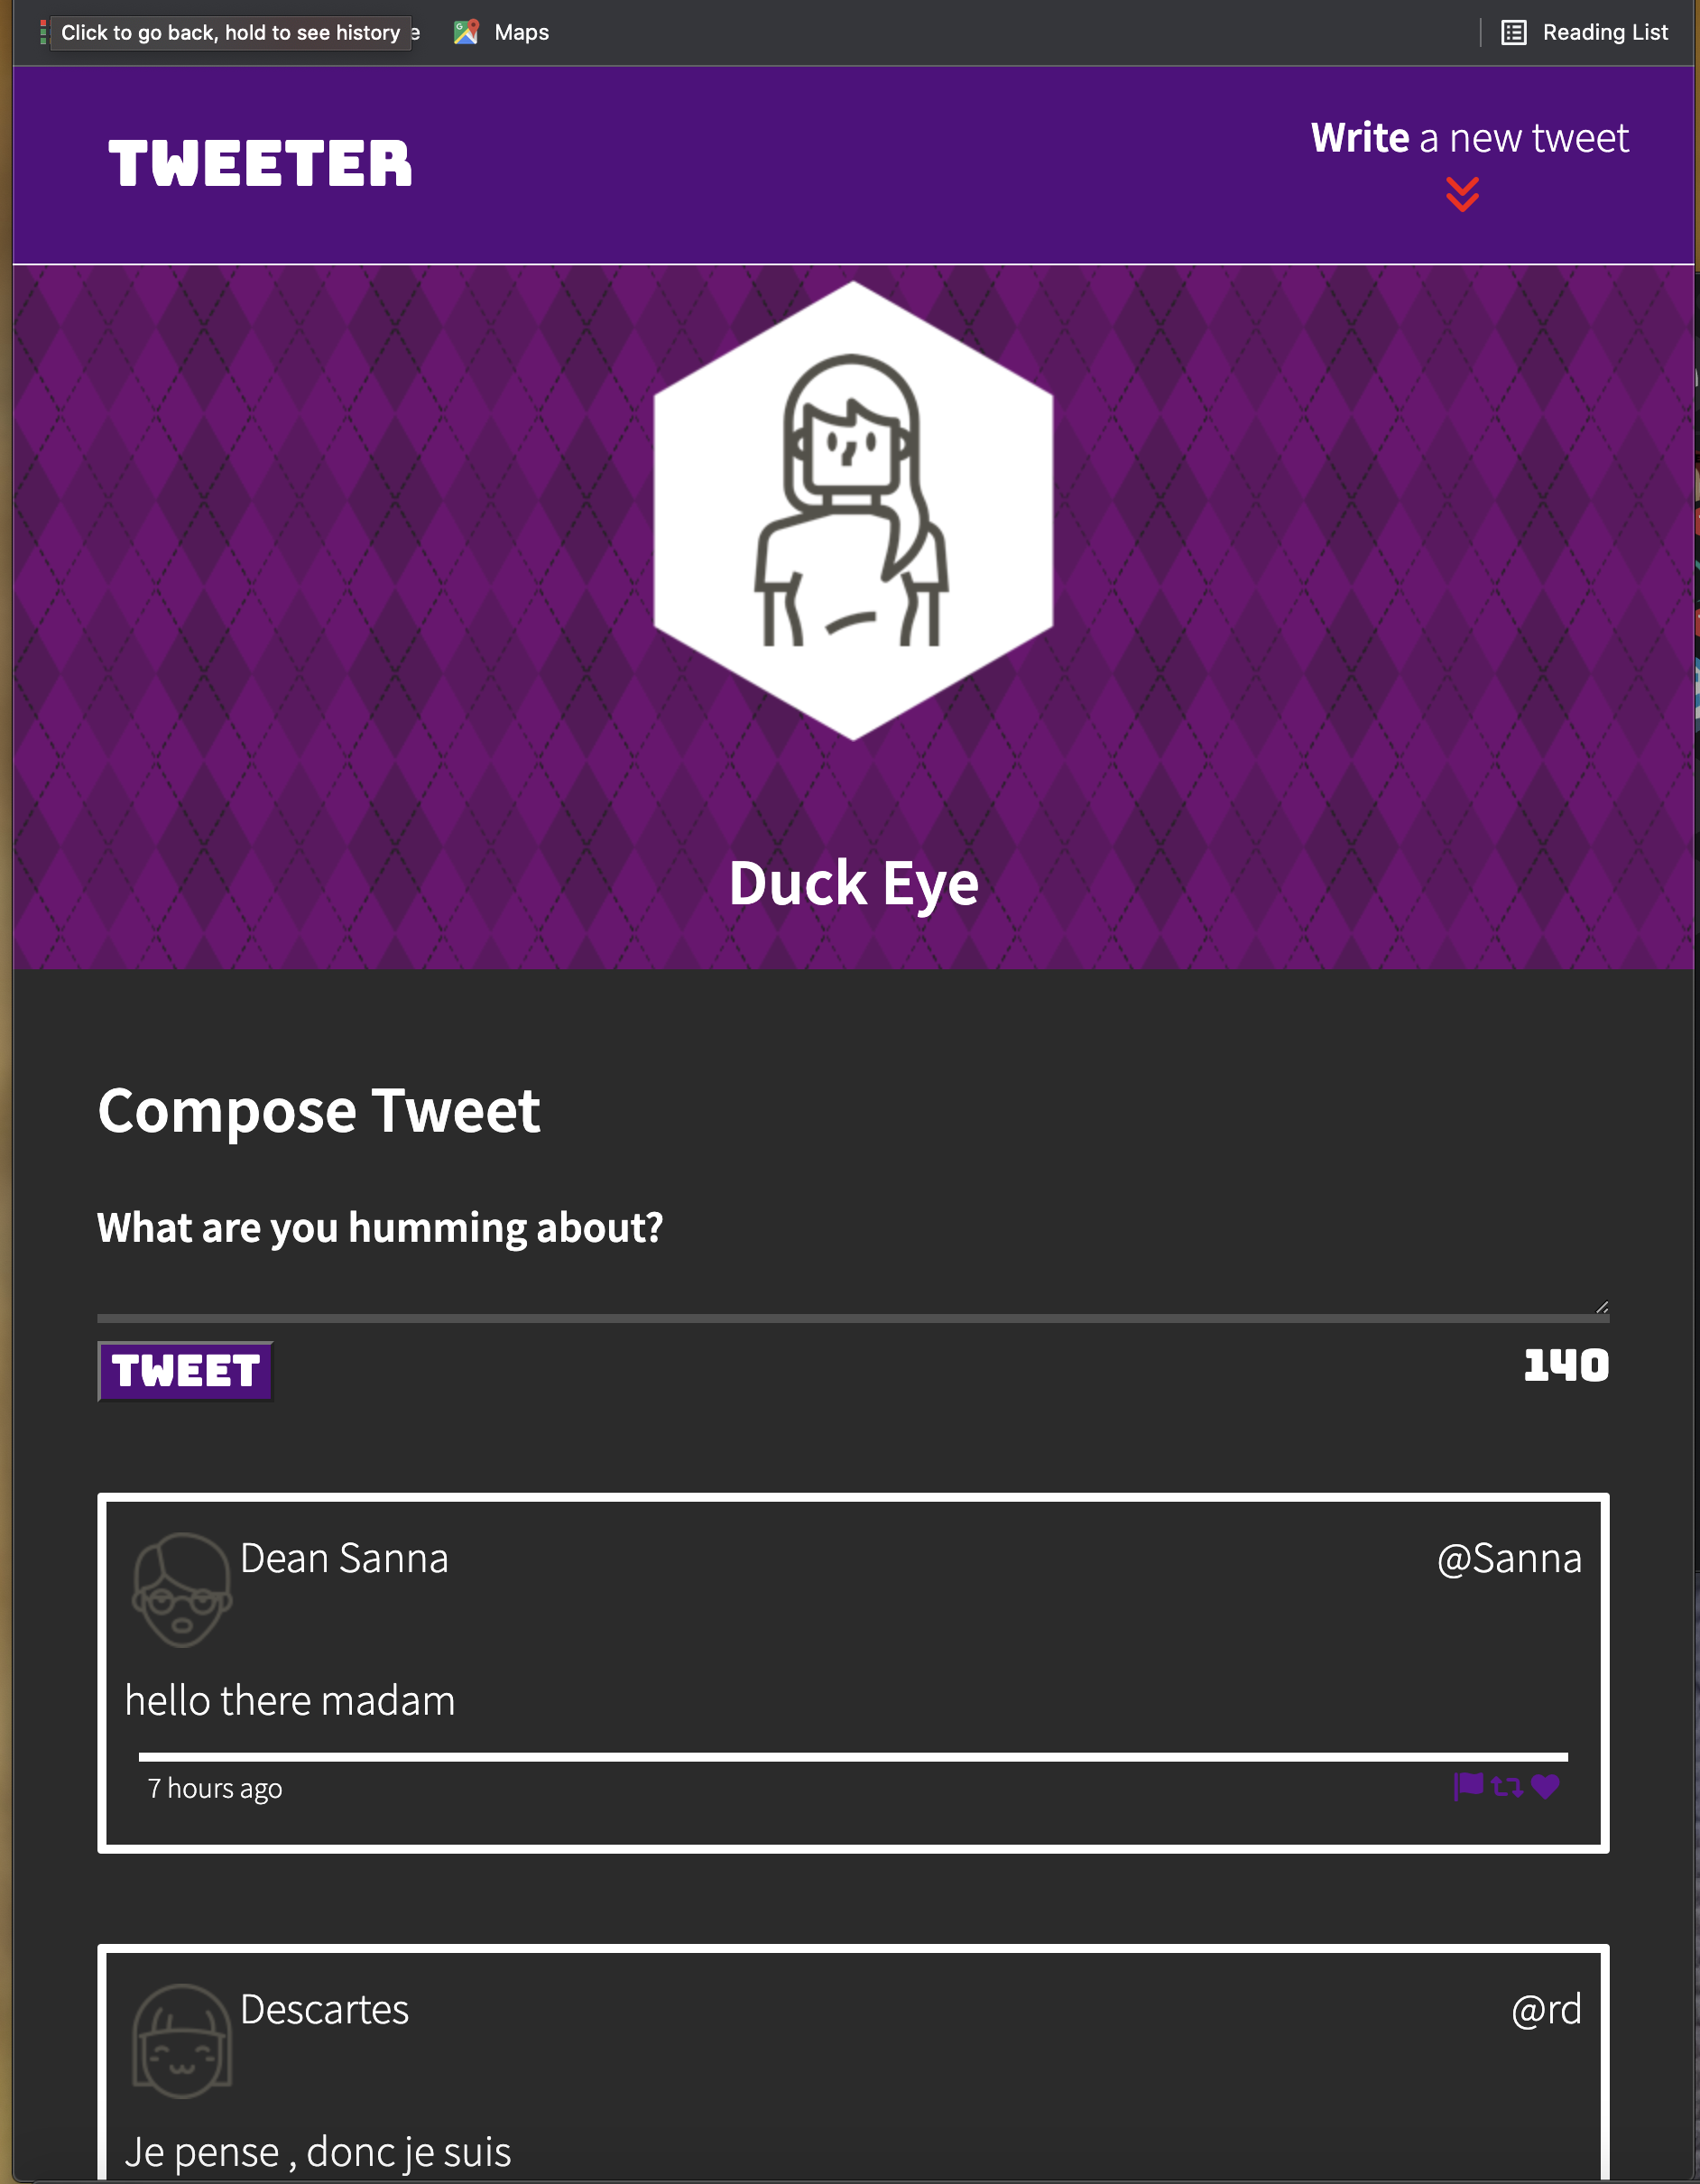 Click to go back, hold to see history
Maps
Reading List
TWEETER
Write a new tweet
Duck Eye
Compose Tweet
What are you humming about?
TWEET
140
Dean Sanna
@Sanna
hello there madam
7 hours ago
Descartes
@rd
Je pense , donc je suis